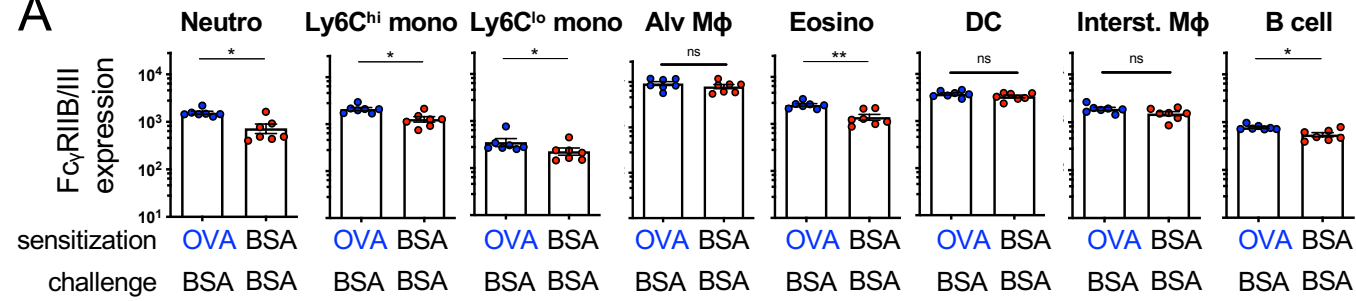 A
Neutro Ly6Chi mono Ly6Clo mono Alv Mϕ Eosino DC Interst. Mϕ B cell
* * * ns ** ns ns *
FcγRIIB/III
expression
10⁴
10³
10²
10¹
sensitization OVA BSA OVA BSA OVA BSA OVA BSA OVA BSA OVA BSA OVA BSA OVA BSA
challenge BSA BSA BSA BSA BSA BSA BSA BSA BSA BSA BSA BSA BSA BSA BSA BSA